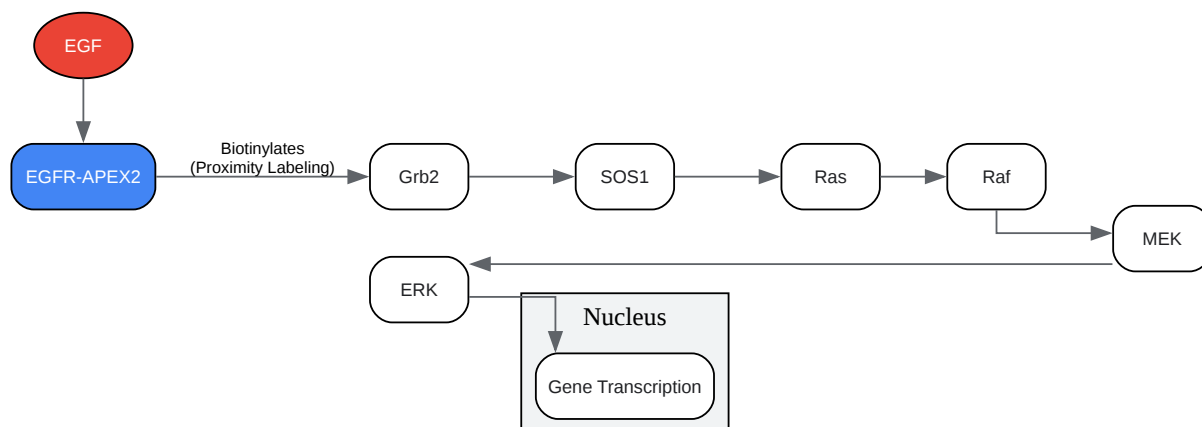 EGF
Biotinylates
(Proximity Labeling)
EGFR-APEX2
Grb2
SOS1
Ras
Raf
MEK
ERK
Nucleus
Gene Transcription